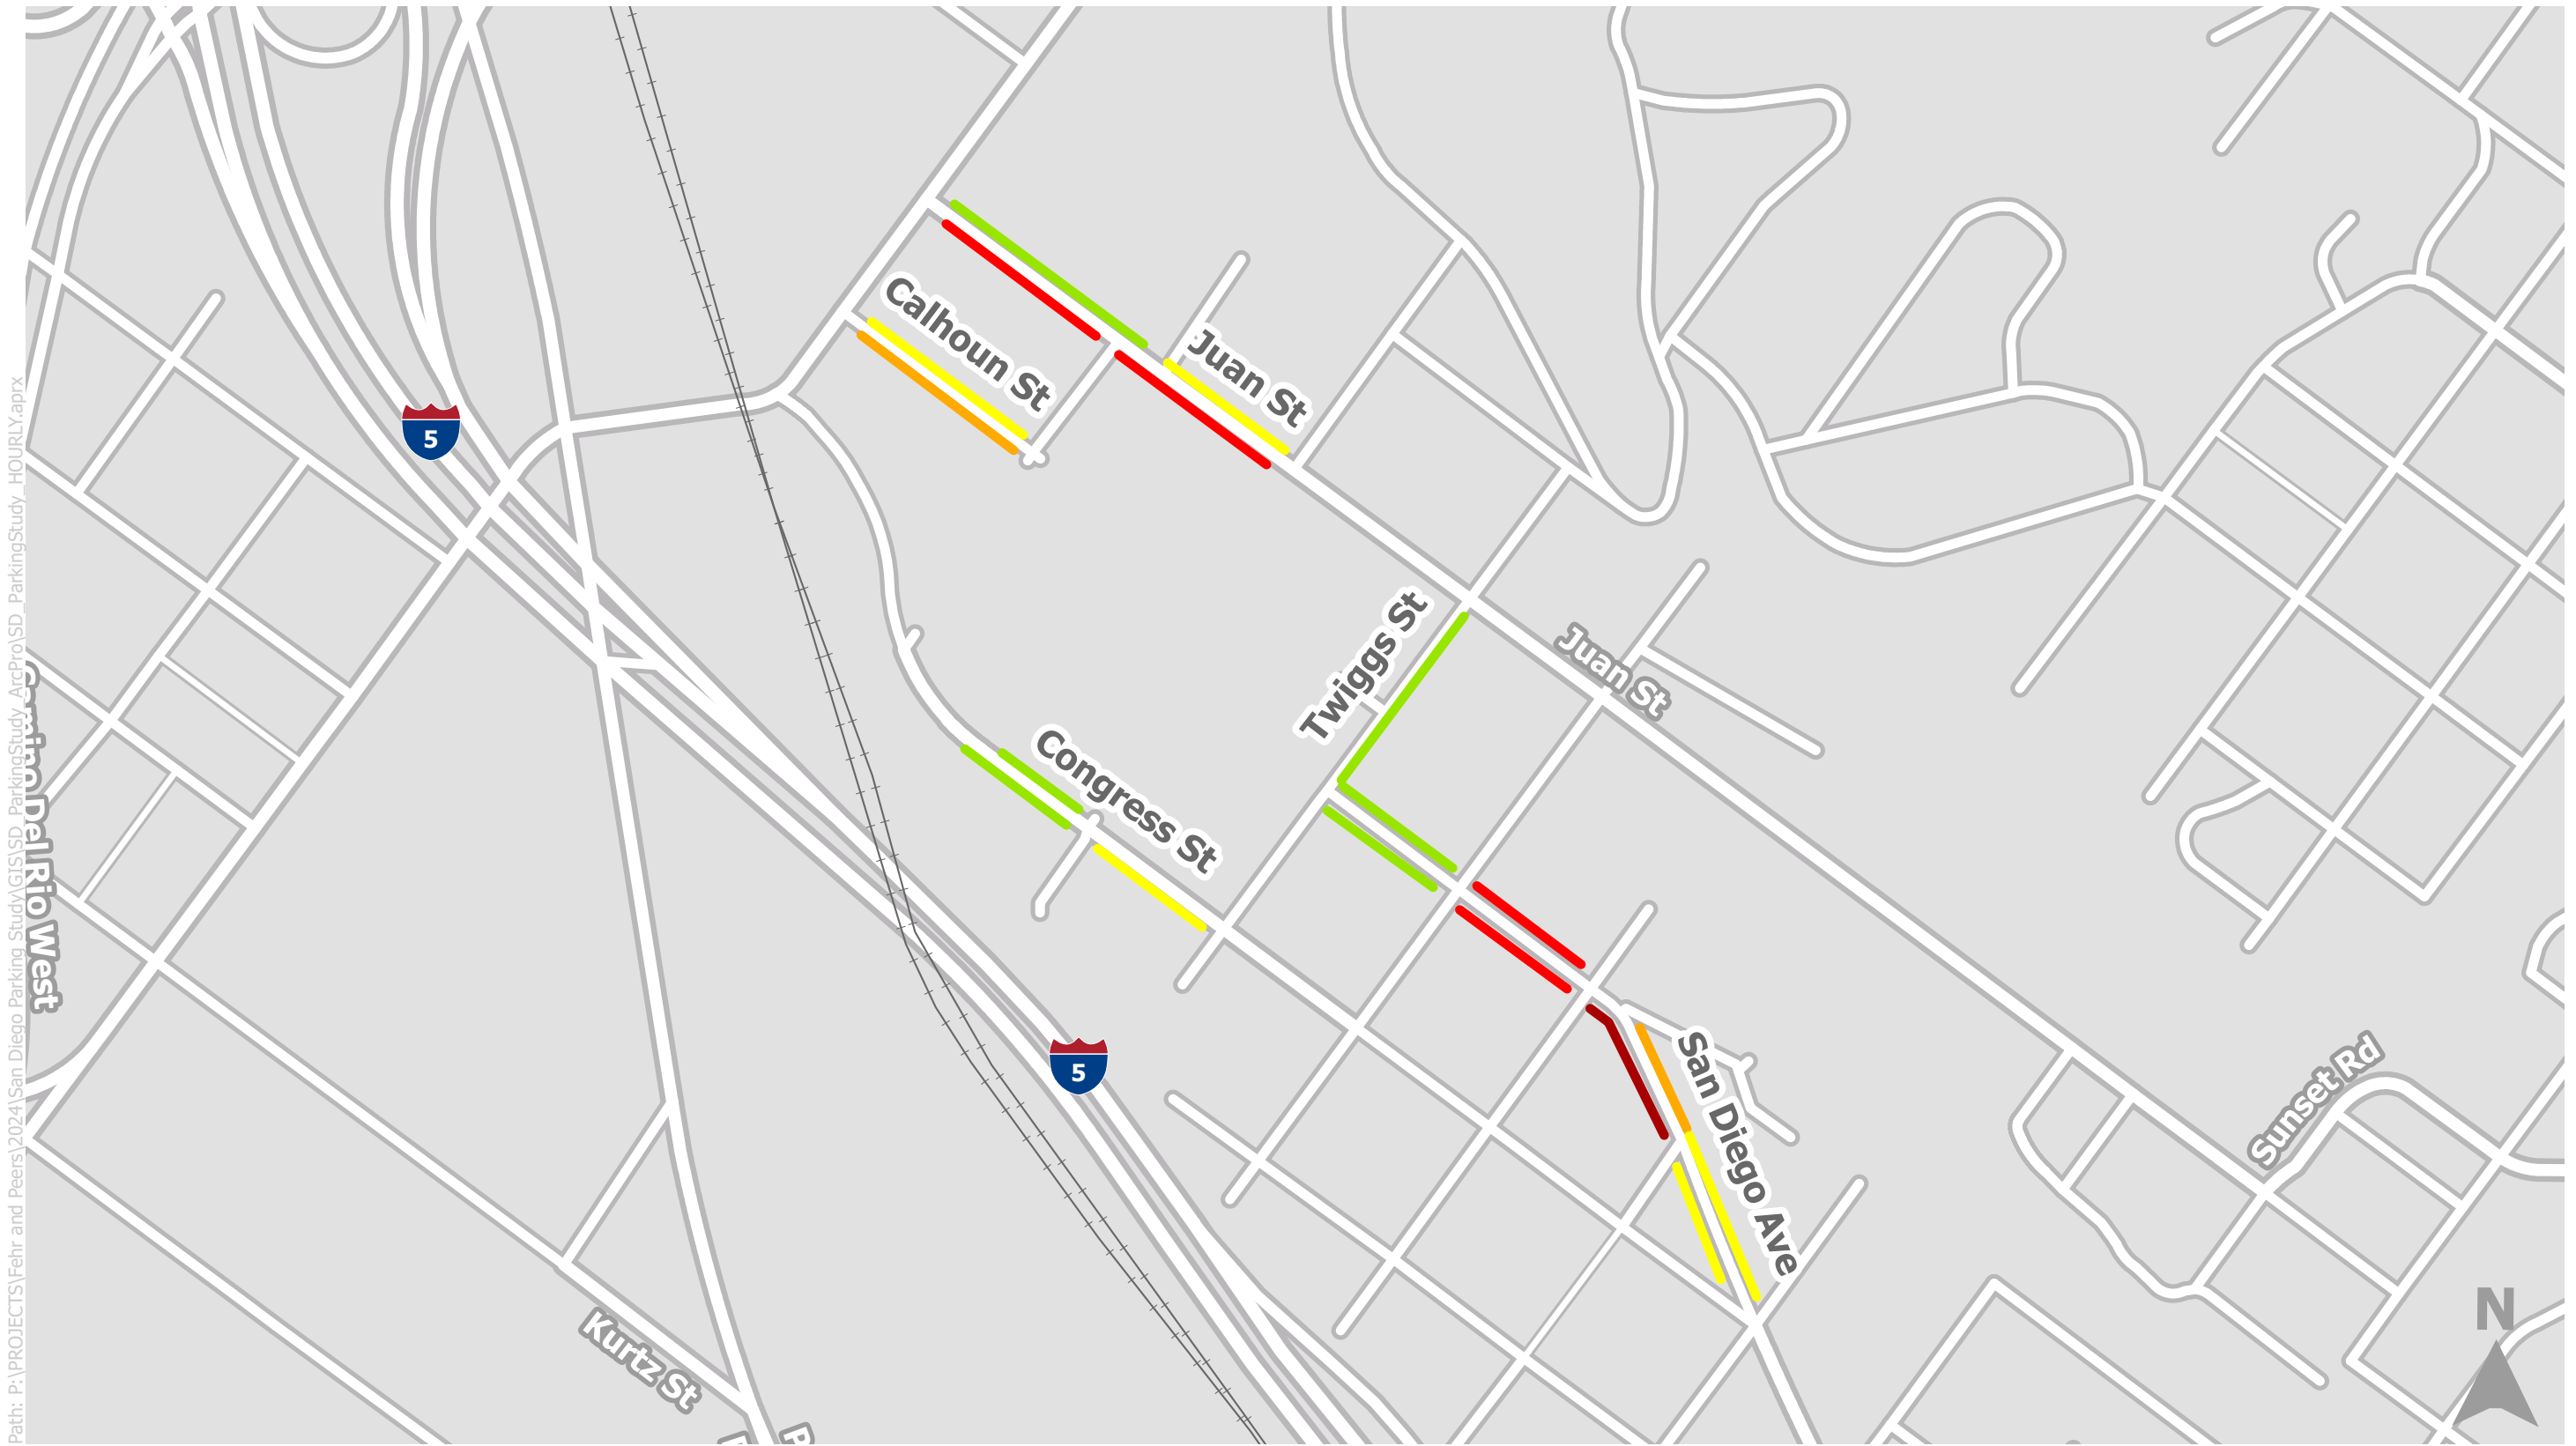 Calhoun St
Juan St
5
Twiggs St
Juan St
Congress St
Camino Del Rio West
San Diego Ave
5
Sunset Rd
Kurtz St
N
Path: P:\PROJECTS\Fehr and Peers\2024\San Diego Parking Study\GIS\SD_ParkingStudy_ArcPro\SD_ParkingStudy_HOURLY.aprx